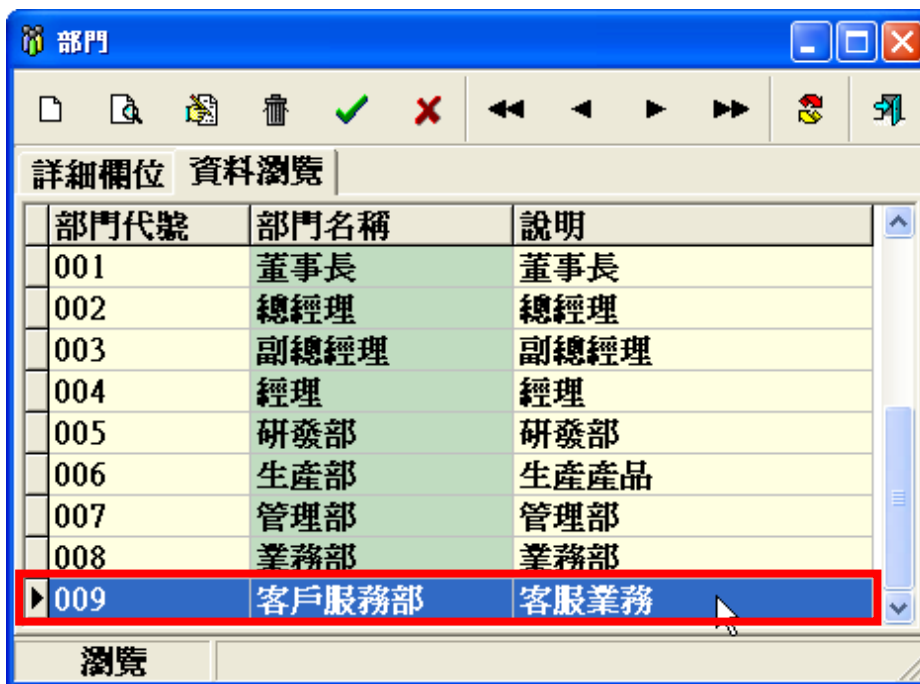 部門
詳細欄位 資料瀏覽
部門代號 部門名稱 說明
001 董事長 董事長
002 總經理 總經理
003 副總經理 副總經理
004 經理 經理
005 研發部 研發部
006 生產部 生產產品
007 管理部 管理部
008 業務部 業務部
009 客戶服務部 客服業務
瀏覽